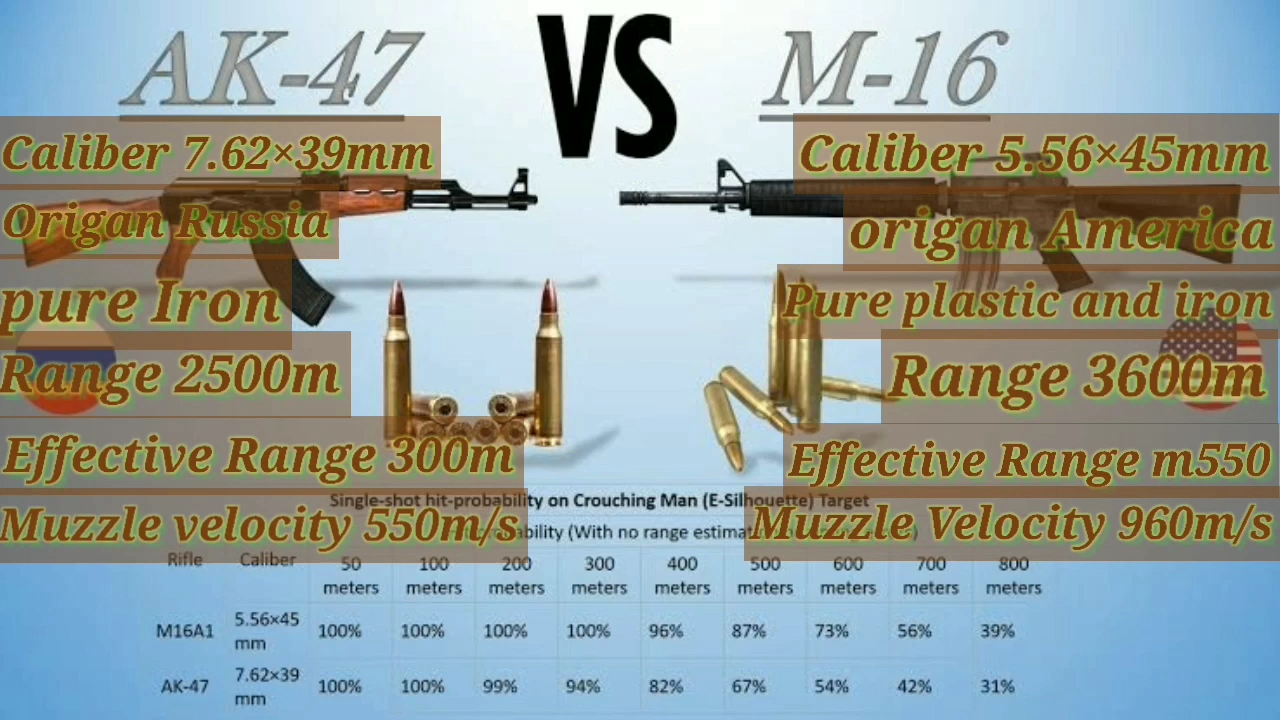 AK-47 VS M-16
Caliber 7.62×39mm
Caliber 5.56×45mm
Origan Russia
origan America
pure Iron
Pure plastic and iron
Range 2500m
Range 3600m
Effective Range 300m
Effective Range m550
Single-shot hit-probability on Crouching Man (E-Silhouette) Target
Muzzle velocity 550m/s
Muzzle Velocity 960m/s
(With no range
Rifle Caliber 50 meters 100 meters 200 meters 300 meters 400 meters 500 meters 600 meters 700 meters 800 meters
M16A1 5.56×45 mm 100% 100% 100% 100% 96% 87% 73% 56% 39%
AK-47 7.62×39 mm 100% 100% 99% 94% 82% 67% 54% 42% 31%